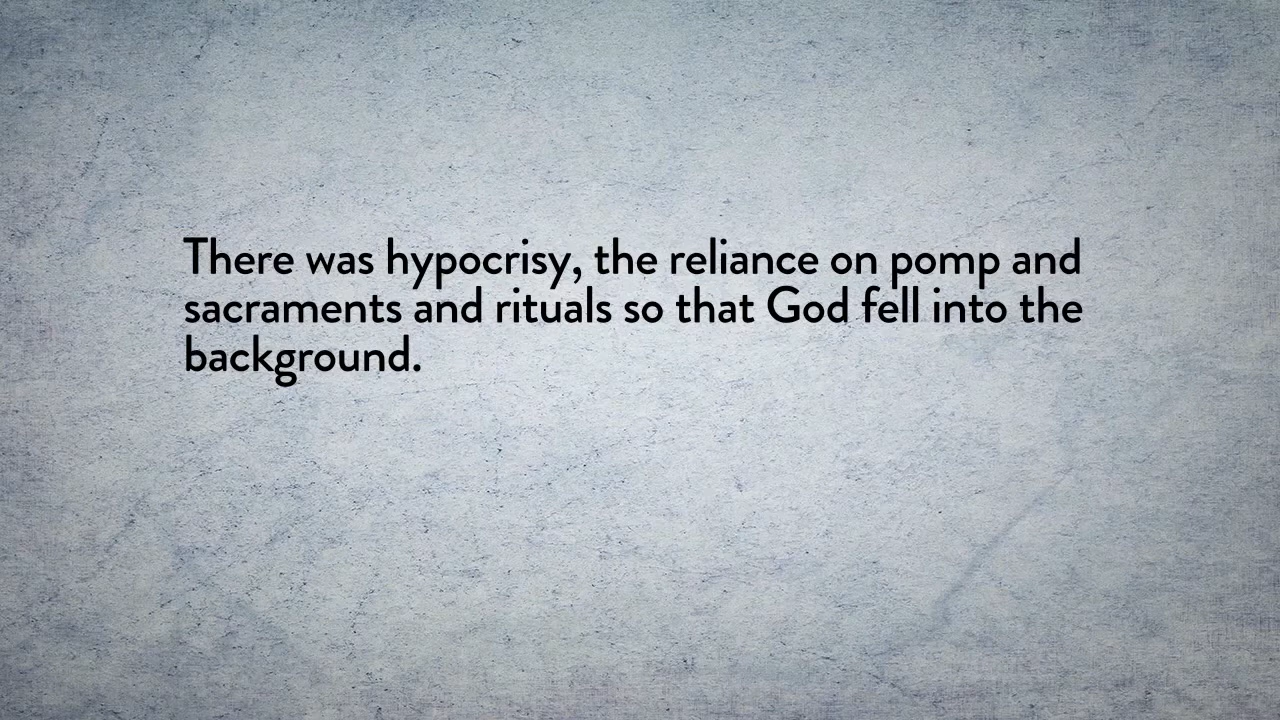 There was hypocrisy, the reliance on pomp and
sacraments and rituals so that God fell into the
background.